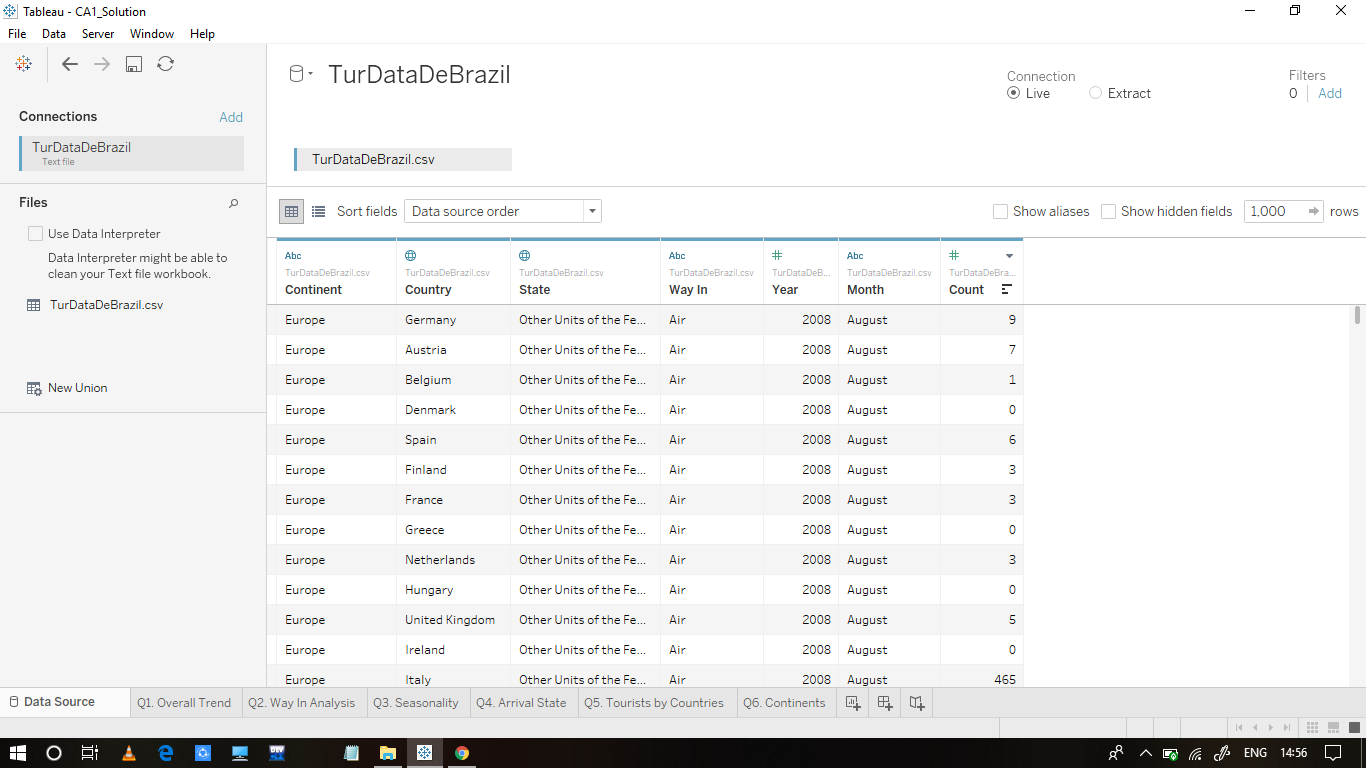 Tableau - CA1_Solution
File Data Server Window Help
TurDataDeBrazil
Connection
Live Extract
Filters
0 Add
Connections Add
TurDataDeBrazil
Text file
TurDataDeBrazil.csv
Files
Use Data Interpreter
Data Interpreter might be able to
clean your Text file workbook.
TurDataDeBrazil.csv
New Union
Sort fields Data source order Show aliases Show hidden fields 1,000 rows
Abc Abc Abc
TurDataDeBrazil.csv TurDataDeBrazil.csv TurDataDeBrazil.csv TurDataDeBrazil.csv TurDataDeB... TurDataDeBrazil.csv TurDataDeBra...
Continent Country State Way In Year Month Count
Europe Germany Other Units of the Fe... Air 2008 August 9
Europe Austria Other Units of the Fe... Air 2008 August 7
Europe Belgium Other Units of the Fe... Air 2008 August 1
Europe Denmark Other Units of the Fe... Air 2008 August 0
Europe Spain Other Units of the Fe... Air 2008 August 6
Europe Finland Other Units of the Fe... Air 2008 August 3
Europe France Other Units of the Fe... Air 2008 August 3
Europe Greece Other Units of the Fe... Air 2008 August 0
Europe Netherlands Other Units of the Fe... Air 2008 August 3
Europe Hungary Other Units of the Fe... Air 2008 August 0
Europe United Kingdom Other Units of the Fe... Air 2008 August 5
Europe Ireland Other Units of the Fe... Air 2008 August 0
Europe Italy Other Units of the Fe... Air 2008 August 465
Data Source Q1. Overall Trend Q2. Way In Analysis Q3. Seasonality Q4. Arrival State Q5. Tourists by Countries Q6. Continents
DEV ENG 14:56